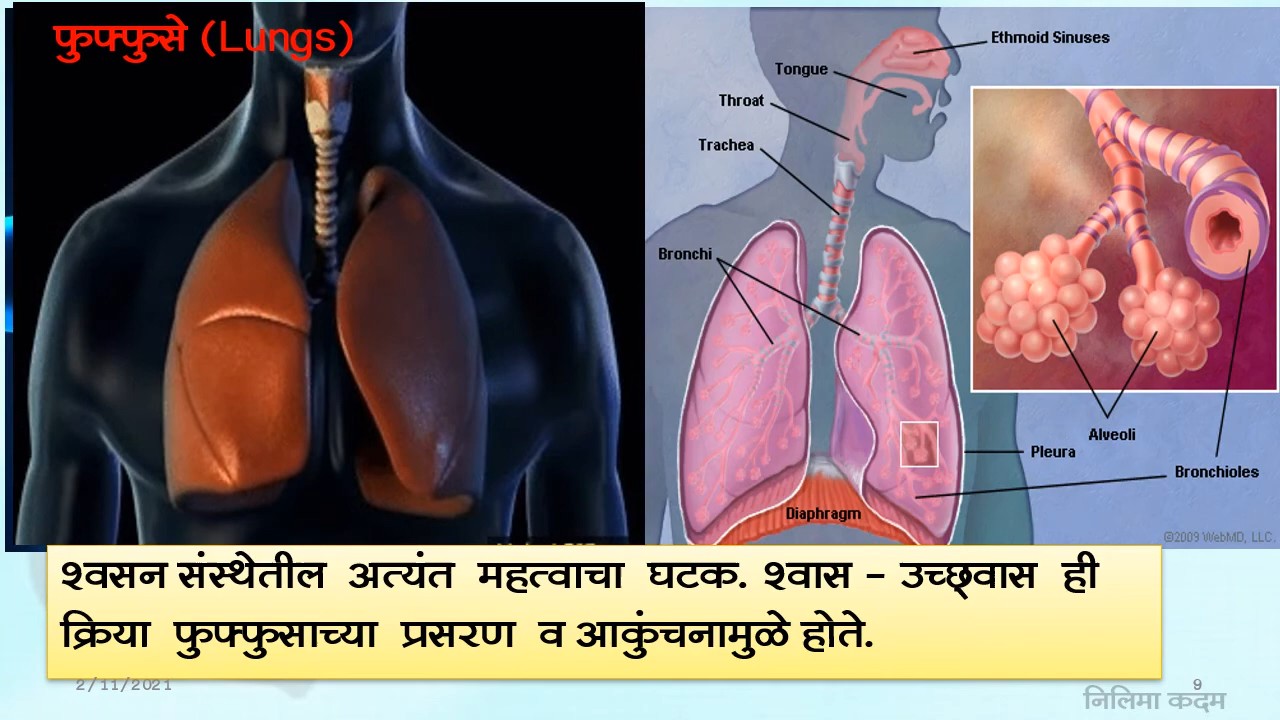 फुफ्फुसे (Lungs)
Ethmoid Sinuses
Tongue
Throat
Trachea
Bronchi
Alveoli
Pleura
Bronchioles
Diaphragm
©2009 WebMD, LLC.
श्वसन संस्थेतील अत्यंत महत्वाचा घटक. श्वास – उच्छ्वास ही
क्रिया फुफ्फुसाच्या प्रसरण व आकुंचनामुळे होते.
2/11/2021
9
निलिमा कदम